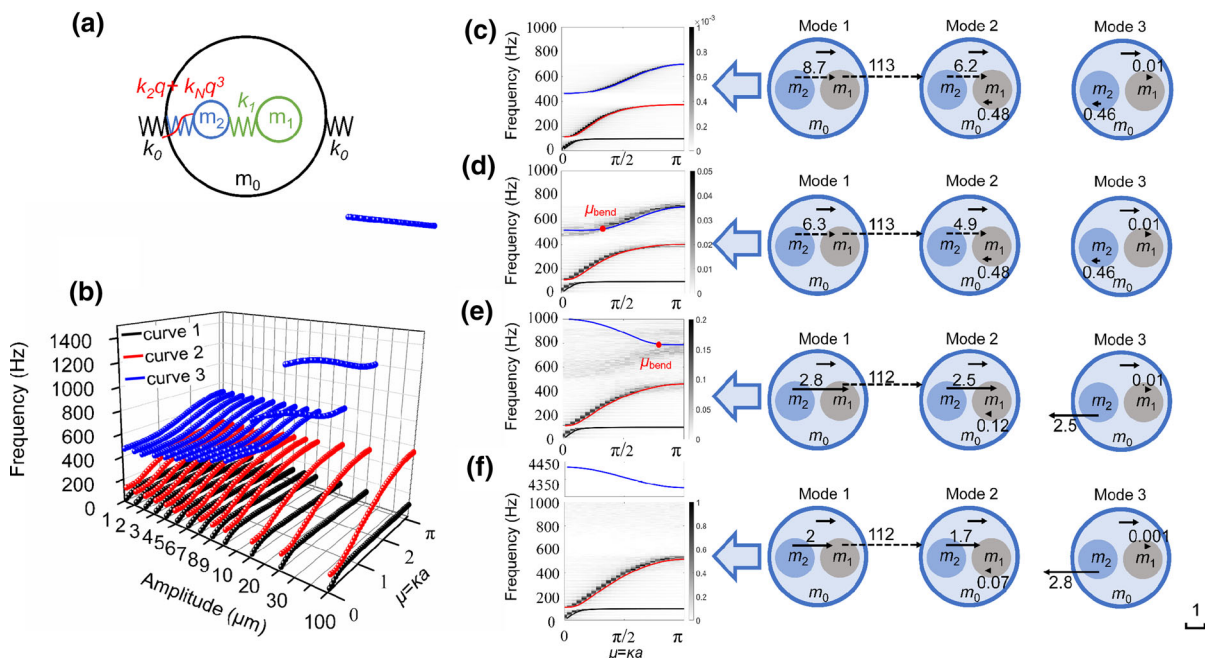 (a)
k₂q+ k_Nq³
k₁
m₂
m₁
k₀
k₀
m₀
(b)
Frequency (Hz)
1400
1200
1000
800
600
400
200
0
curve 1
curve 2
curve 3
1 2 3 4 5 6 7 8 9 10 20 30 100
Amplitude (μm)
0 1 2 π
μ=κa
(c)
Frequency (Hz)
1000
800
600
400
200
0
0 π/2 π
×10⁻³
1
0.8
0.6
0.4
0.2
0
Mode 1 Mode 2 Mode 3
8.7 113 6.2 0.01
m₂ m₁ m₂ m₁ m₂ m₁
0.48 0.46
m₀ m₀ m₀
(d)
Frequency (Hz)
1000
800
600
400
200
0
μbend
0 π/2 π
0.05
0.04
0.03
0.02
0.01
0
Mode 1 Mode 2 Mode 3
6.3 113 4.9 0.01
m₂ m₁ m₂ m₁ m₂ m₁
0.48 0.46
m₀ m₀ m₀
(e)
Frequency (Hz)
1000
800
600
400
200
0
μbend
0 π/2 π
0.2
0.15
0.1
0.05
0
Mode 1 Mode 2 Mode 3
2.8 112 2.5 0.01
m₂ m₁ m₂ m₁ m₂ m₁
0.12 2.5
m₀ m₀ m₀
(f)
Frequency (Hz)
4450
4350
1000
800
600
400
200
0
0 π/2 π
μ=κa
1
0.8
0.6
0.4
0.2
0
Mode 1 Mode 2 Mode 3
2 112 1.7 0.001
m₂ m₁ m₂ m₁ m₂ m₁
0.07 2.8
m₀ m₀ m₀
1